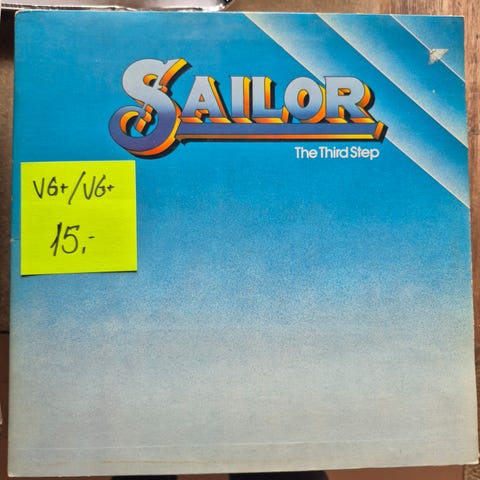 SAILOR
The Third Step
VG+/VG+
15,-